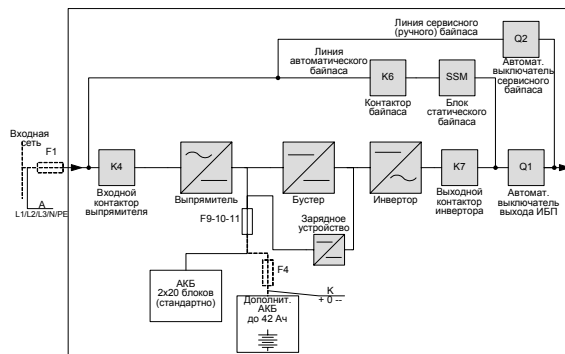 Линия сервисного
(ручного) байпаса
Q2
Автомат.
выключатель
сервисного
байпаса
Линия
автоматического
байпаса
K6
SSM
Контактор
байпаса
Блок
статического
байпаса
Входная
сеть
F1
A
L1/L2/L3/N/PE
K4
Входной
контактор
выпрямителя
Выпрямитель
Бустер
Инвертор
K7
Выходной
контактор
инвертора
Q1
Автомат.
выключатель
выхода ИБП
F9-10-11
Зарядное
устройство
АКБ
2x20 блоков
(стандартно)
F4
K
+ 0 --
Дополнит.
АКБ
до 42 Ач